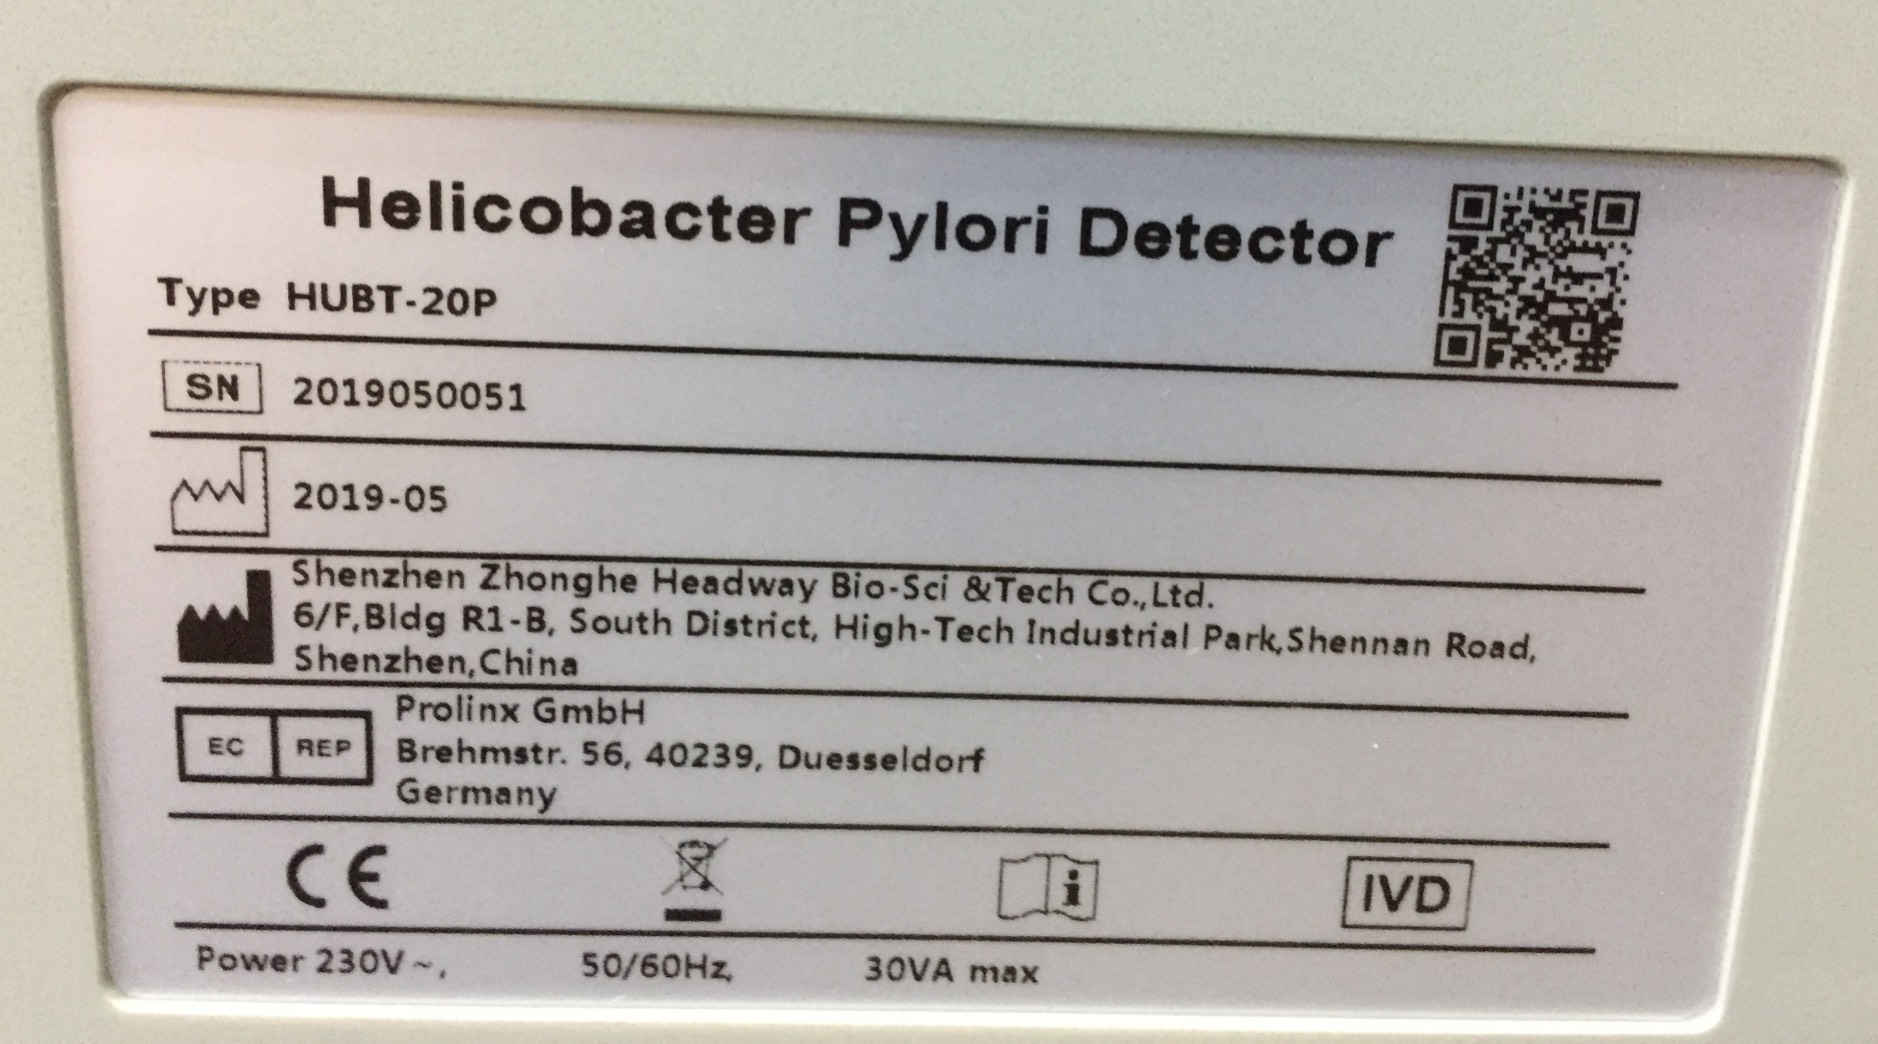 Helicobacter Pylori Detector
Type HUBT-20P
SN 2019050051
2019-05
Shenzhen Zhonghe Headway Bio-Sci &Tech Co.,Ltd.
6/F,Bldg R1-B, South District, High-Tech Industrial Park,Shennan Road,
Shenzhen,China
EC REP
Prolinx GmbH
Brehmstr. 56, 40239, Duesseldorf
Germany
CE i IVD
Power 230V~, 50/60Hz, 30VA max